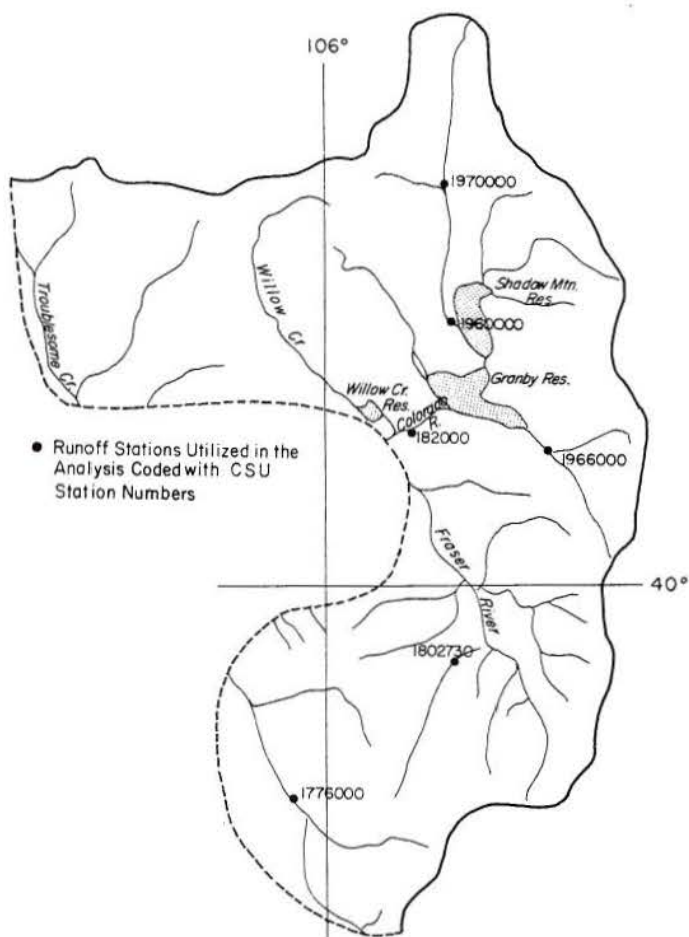 106°
1970000
Shadow Mtn.
Res.
Willow Cr
Troublesome Cr.
1960000
Granby Res.
Willow Cr.
Res.
Colorado
R.
182000
● Runoff Stations Utilized in the
Analysis Coded with CSU
Station Numbers
1966000
Fraser
River
40°
1802730
1776000